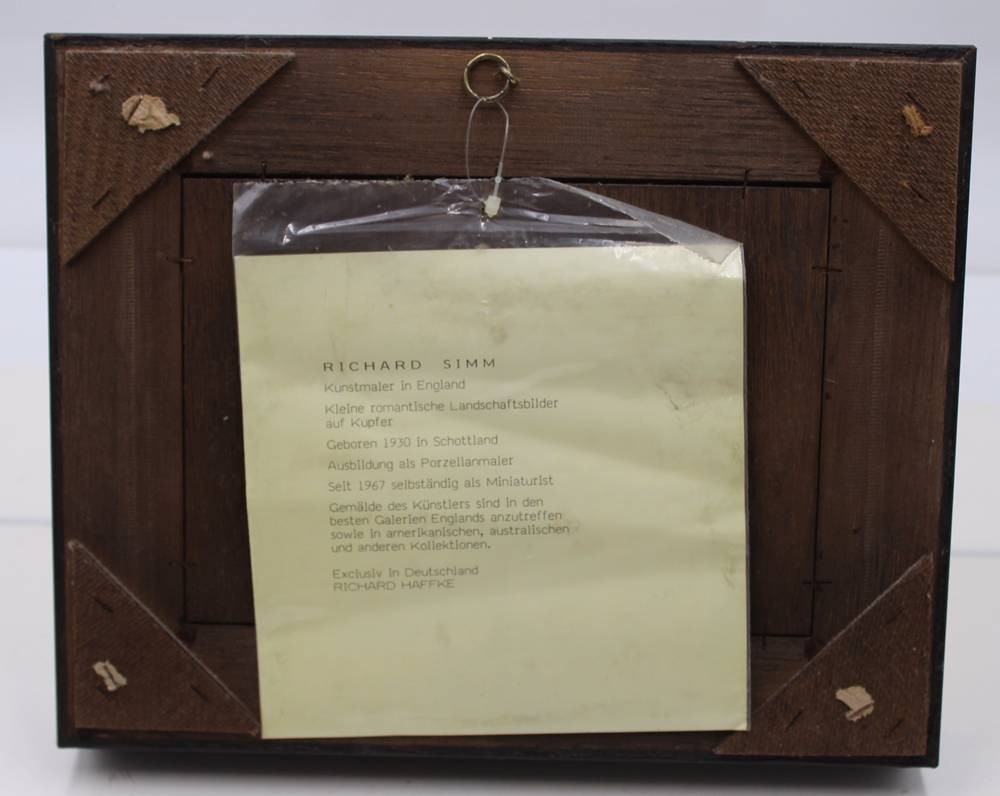 RICHARD SIMM
Kunstmaler in England
Kleine romantische Landschaftsbilder
auf Kupfer
Geboren 1930 in Schottland
Ausbildung als Porzellanmaler
Seit 1967 selbständig als Miniaturist
Gemälde des Künstlers sind in den
besten Galerien Englands anzutreffen
sowie in amerikanischen, australischen
und anderen Kollektionen.
Exclusiv in Deutschland
RICHARD HAFFKE